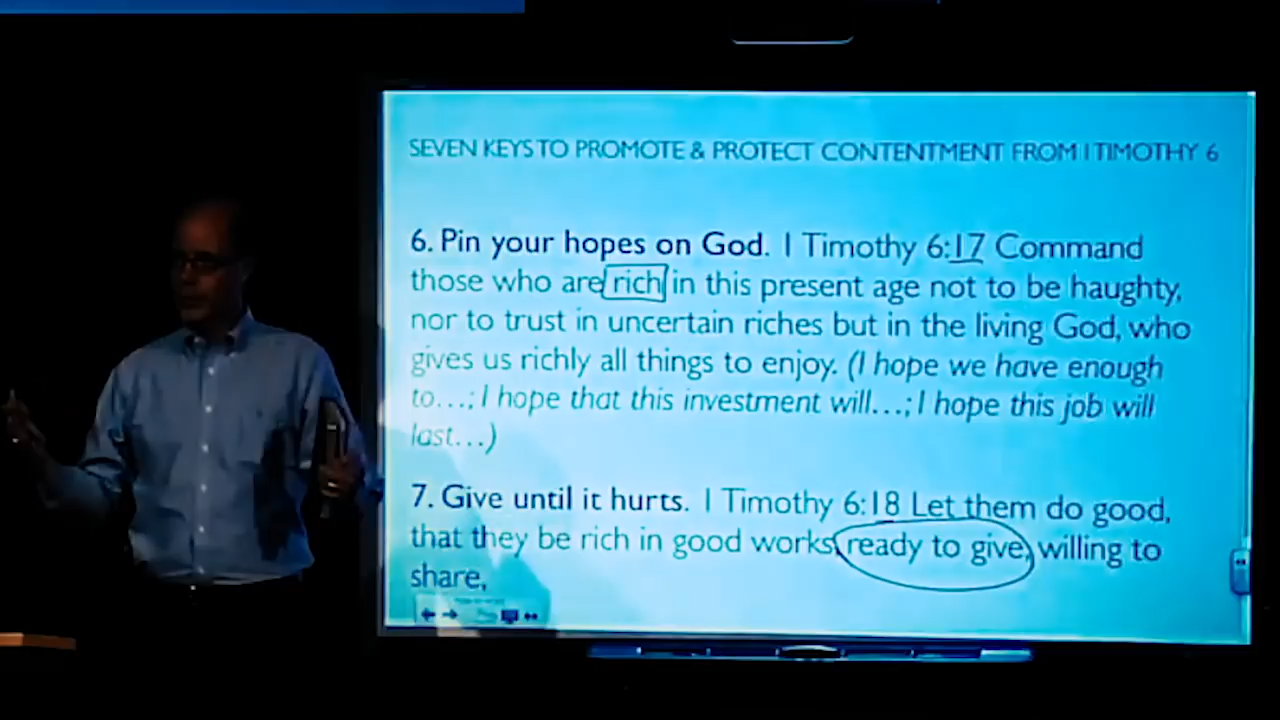 SEVEN KEYS TO PROMOTE & PROTECT CONTENTMENT FROM I TIMOTHY 6
6. Pin your hopes on God. I Timothy 6:17 Command
those who are rich in this present age not to be haughty,
nor to trust in uncertain riches but in the living God, who
gives us richly all things to enjoy. (I hope we have enough
to...; I hope that this investment will...; I hope this job will
last...)
7. Give until it hurts. I Timothy 6:18 Let them do good,
that they be rich in good works, ready to give, willing to
share,